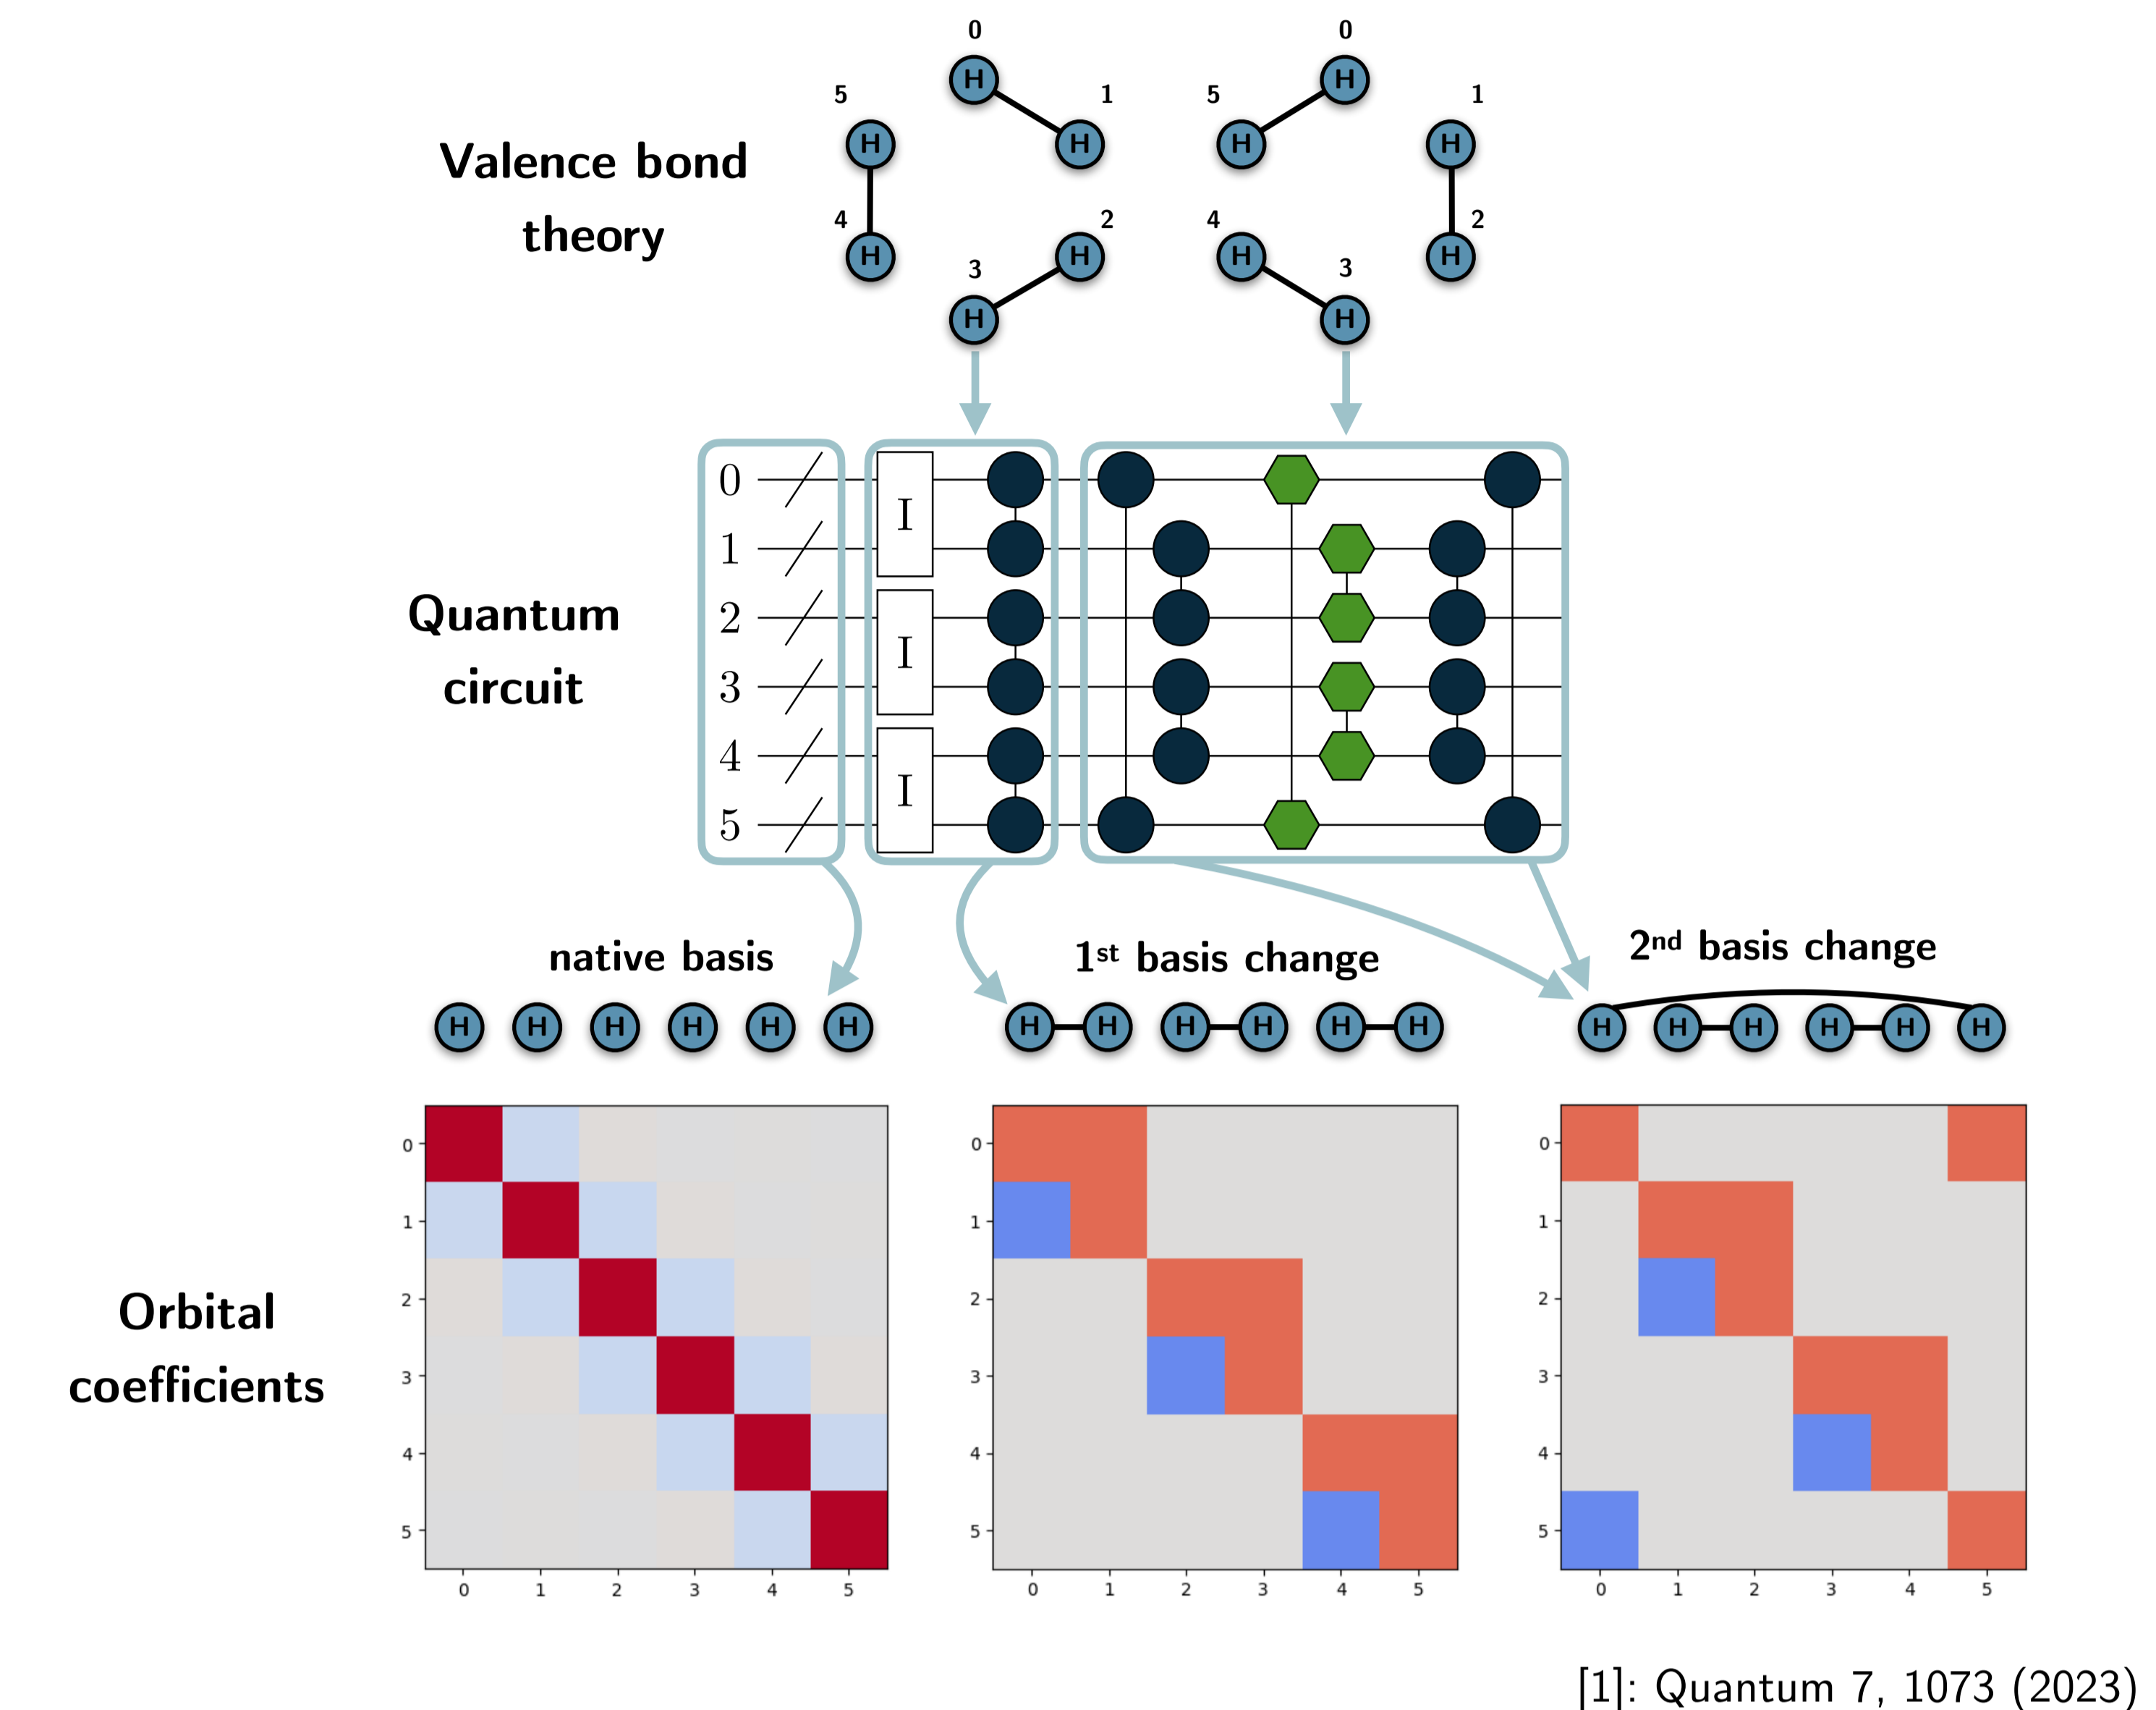 0 0
H H
5 1 5 1
H H H H
Valence bond
theory
4 2 4 2
H H H H
3 3
H H
0
1
2
3
4
5
I
I
I
Quantum
circuit
native basis
1st basis change
2nd basis change
H H H H H H
H H H H H H
H H H H H H
Orbital
coefficients
0
1
2
3
4
5
0 1 2 3 4 5
0
1
2
3
4
5
0 1 2 3 4 5
0
1
2
3
4
5
0 1 2 3 4 5
[1]: Quantum 7, 1073 (2023)